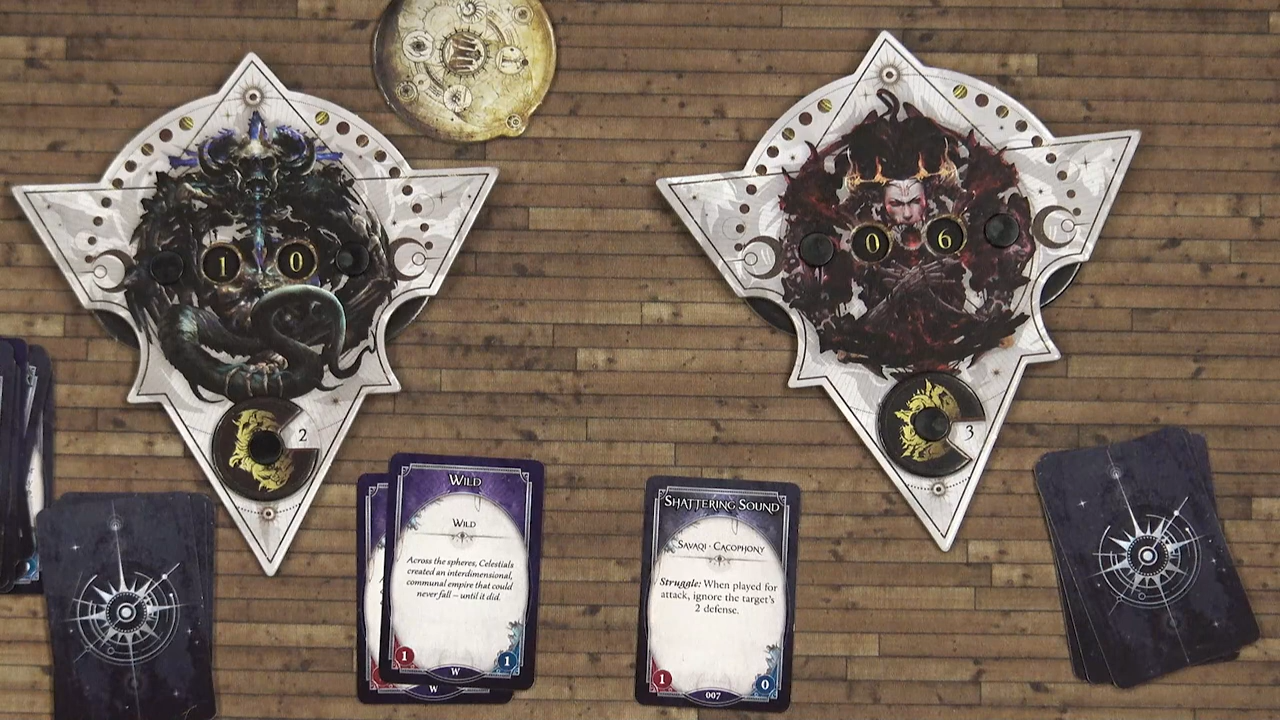 1 0
2
0 6
3
WILD
WILD
Across the spheres, Celestials
created an interdimensional,
communal empire that could
never fall – until it did.
1
W
1
W
SHATTERING SOUND
SAVAQI · CACOPHONY
Struggle: When played for
attack, ignore the target's
2 defense.
1
007
0